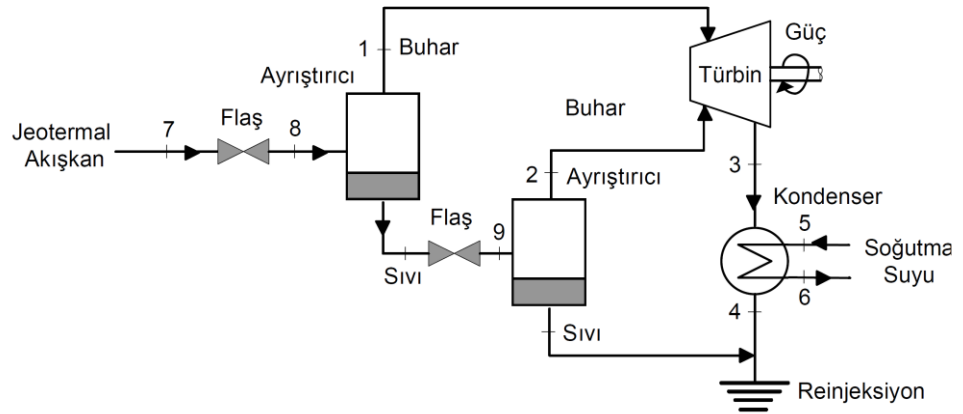 1
Buhar
Güç
Ayrıştırıcı
Türbin
Jeotermal
Akışkan
7
Flaş
8
Buhar
2
Ayrıştırıcı
3
Kondenser
Flaş
9
5
Soğutma
Suyu
6
Sıvı
4
Sıvı
Reinjeksiyon